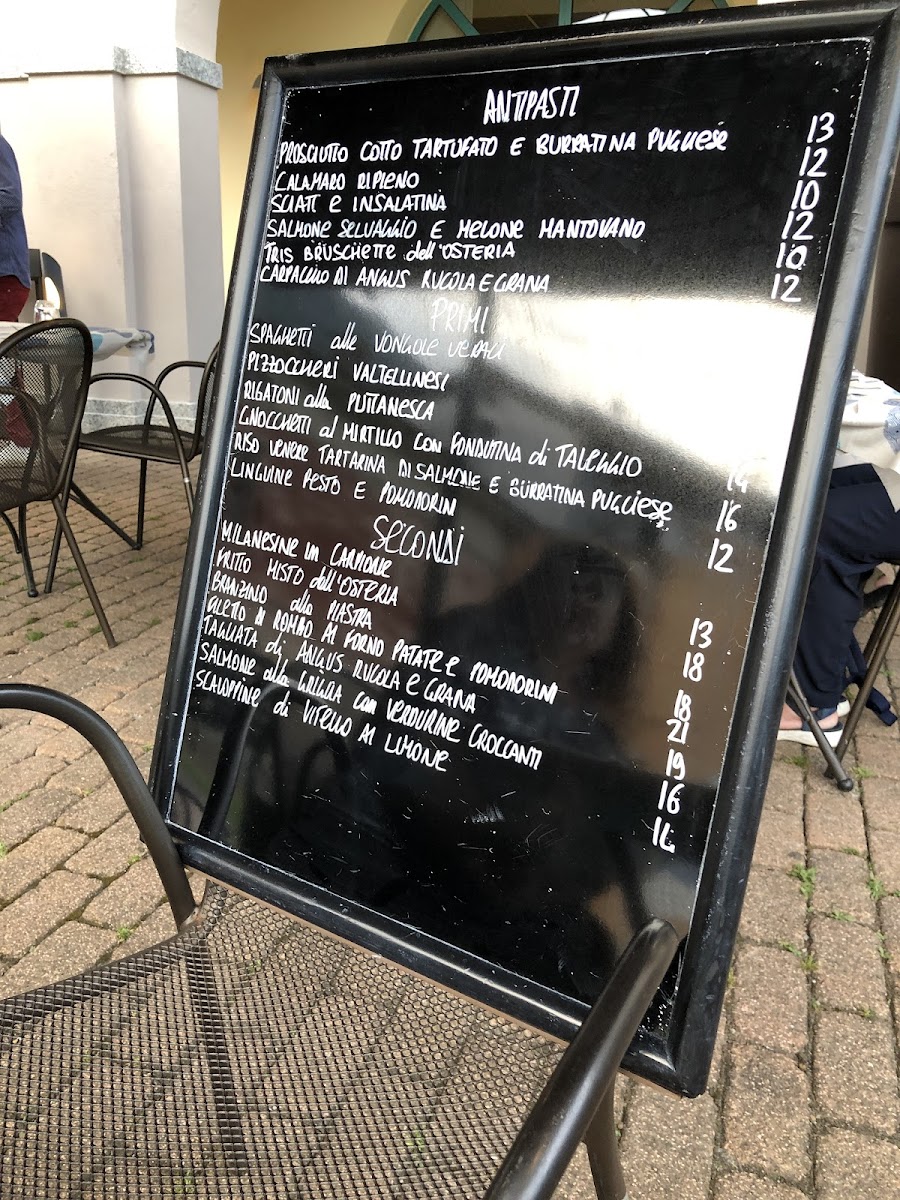 ANTIPASTI
PROSCIUTTO COTTO TARTUFATO E BURRATINA PUGLIESE 13
CALAMARO RIPIENO 12
SCIATT E INSALATINA 10
SALMONE SELVAGGIO E MELONE MANTOVANO 12
TRIS BRUSCHETTE dell'OSTERIA 10
CARPACCIO DI ANGUS RUCOLA E GRANA 12
PRIMI
SPAGHETTI alle VONGOLE VERACI
PIZZOCCHERI VALTELLINESI
RIGATONI alla PUTTANESCA
GNOCCHETTI al MIRTILLO con FONDUTINA di TALEGGIO 14
RISO VENERE TARTARINA DI SALMONE E BURRATINA PUGLIESE 16
LINGUINE PESTO E POMODORINI 12
SECONDI
MILANESINE in CARPIONE 13
FRITTO MISTO dell'OSTERIA 18
BRANZINO alla PIASTRA 18
FILETO DI ROMBO AL FORNO PATATE E POMODORINI 21
TAGLIATA di ANGUS RUCOLA E GRANA 19
SALMONE alla GRIGLIA con VERDURINE CROCCANTI 16
SCALOPPINE di VITELLO AL LIMONE 14